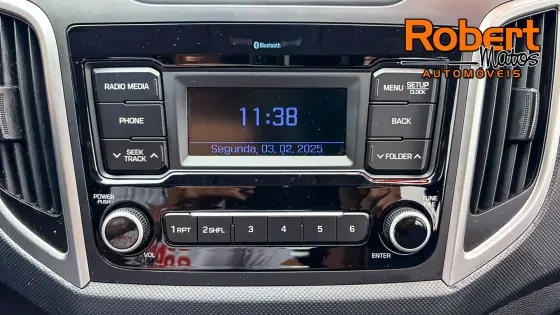 Robert
Matos
AUTOMÓVEIS
Bluetooth
RADIO MEDIA
MENU
SETUP
CLOCK
11:38
PHONE
BACK
SEEK
TRACK
Segunda, 03, 02, 2025
FOLDER
POWER
PUSH
TUNE
1 RPT
2 SHFL
3
4
5
6
VOL
ENTER